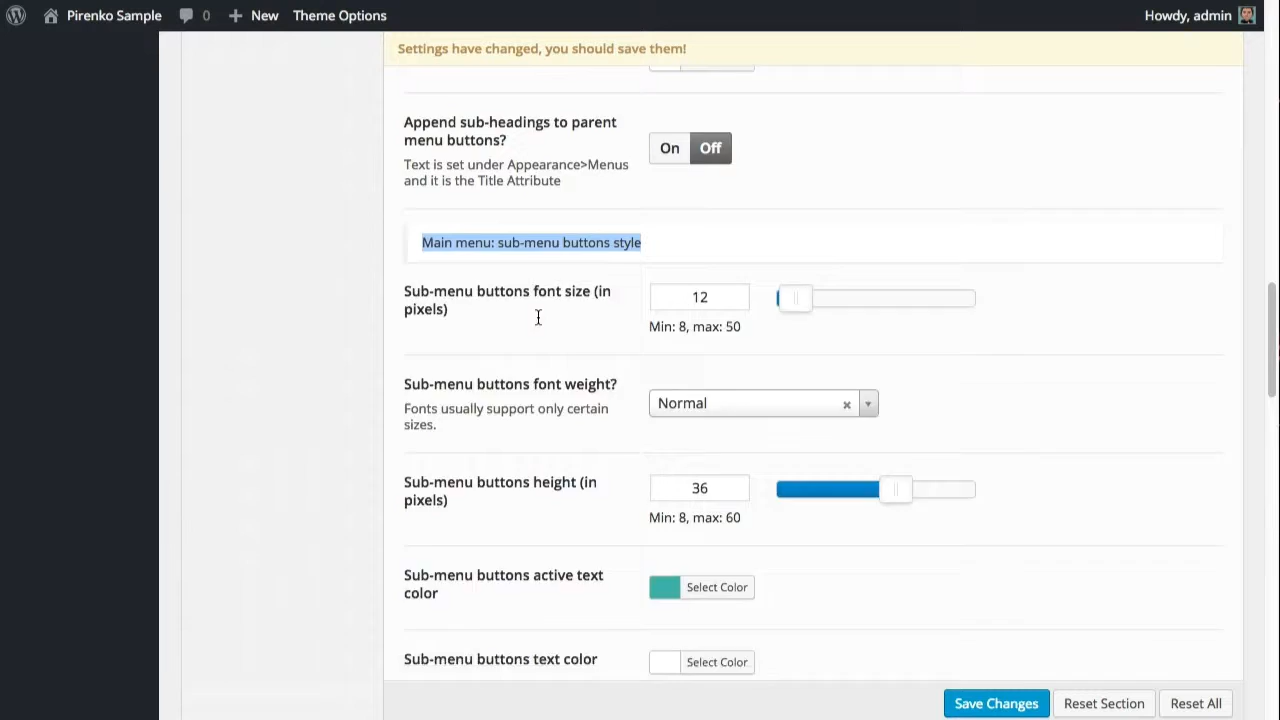 Pirenko Sample 0 New Theme Options Howdy, admin
Settings have changed, you should save them!
Append sub-headings to parent
menu buttons?
On Off
Text is set under Appearance>Menus
and it is the Title Attribute
Main menu: sub-menu buttons style
Sub-menu buttons font size (in
pixels)
12
Min: 8, max: 50
Sub-menu buttons font weight?
Fonts usually support only certain
sizes.
Normal
Sub-menu buttons height (in
pixels)
36
Min: 8, max: 60
Sub-menu buttons active text
color
Select Color
Sub-menu buttons text color
Select Color
Save Changes Reset Section Reset All